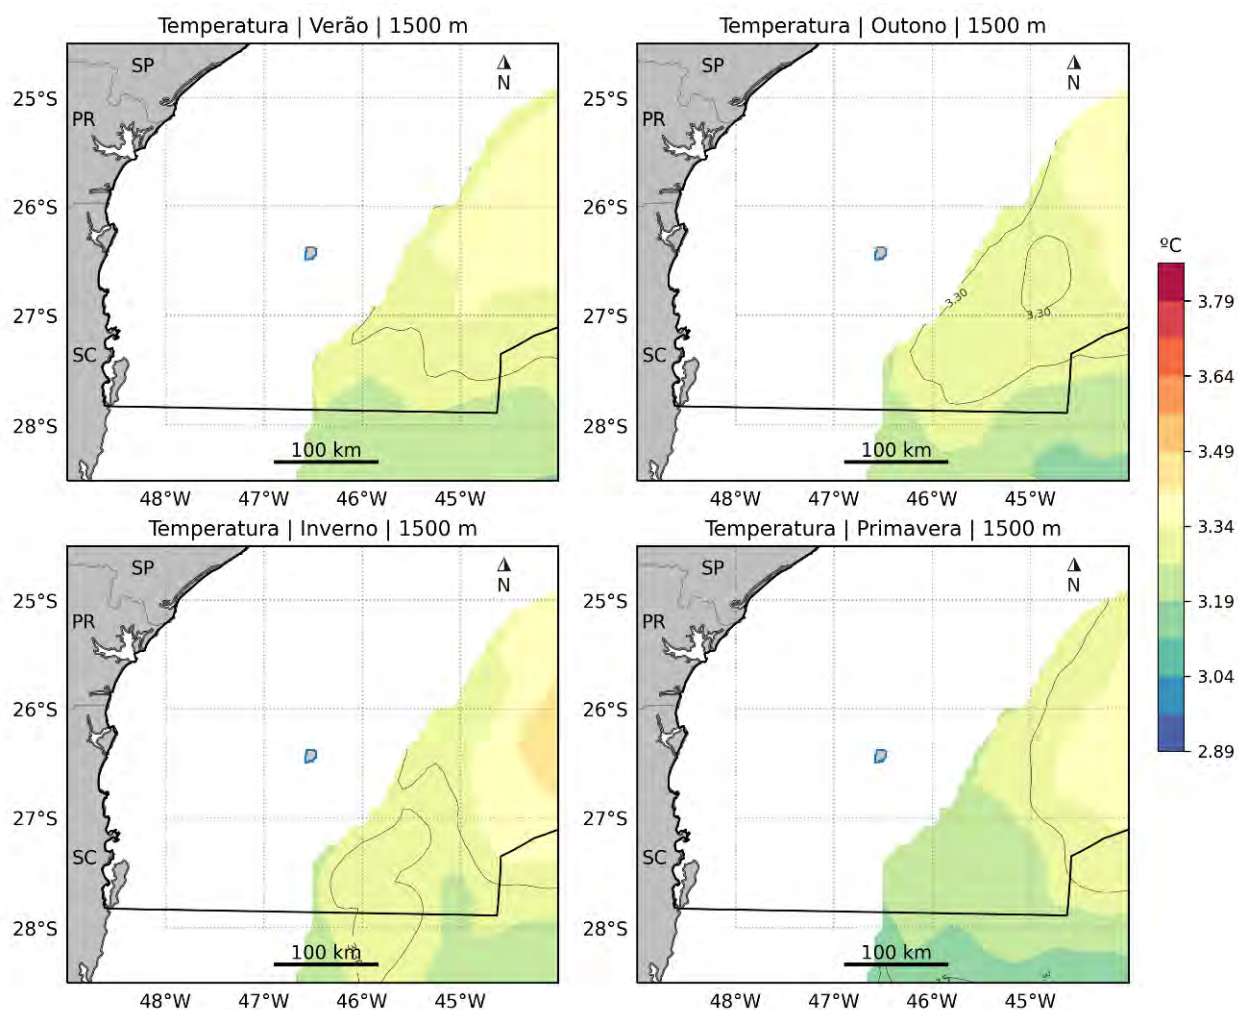 Temperatura | Verão | 1500 m
SP
N
25°S
PR
26°S
27°S
SC
28°S
100 km
48°W 47°W 46°W 45°W
Temperatura | Outono | 1500 m
SP
N
25°S
PR
26°S
3.30
27°S
3.30
SC
28°S
100 km
48°W 47°W 46°W 45°W
Temperatura | Inverno | 1500 m
SP
N
25°S
PR
26°S
27°S
SC
28°S
100 km
48°W 47°W 46°W 45°W
Temperatura | Primavera | 1500 m
SP
N
25°S
PR
26°S
27°S
SC
28°S
100 km
48°W 47°W 46°W 45°W
ºC
3.79
3.64
3.49
3.34
3.19
3.04
2.89